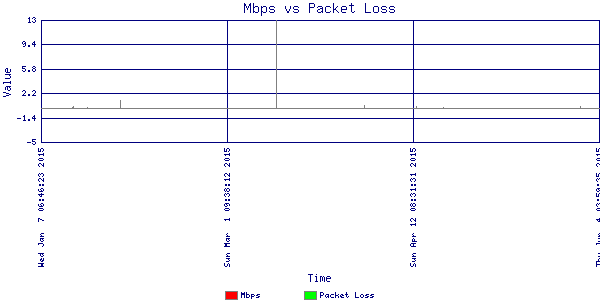 Mbps vs Packet Loss
13
9.4
5.8
2.2
-1.4
-5
Value
Wed Jan 7 06:46:23 2015
Sun Mar 1 09:38:12 2015
Sun Apr 12 08:31:31 2015
Thu Jun 4 03:59:35 2015
Time
Mbps
Packet Loss